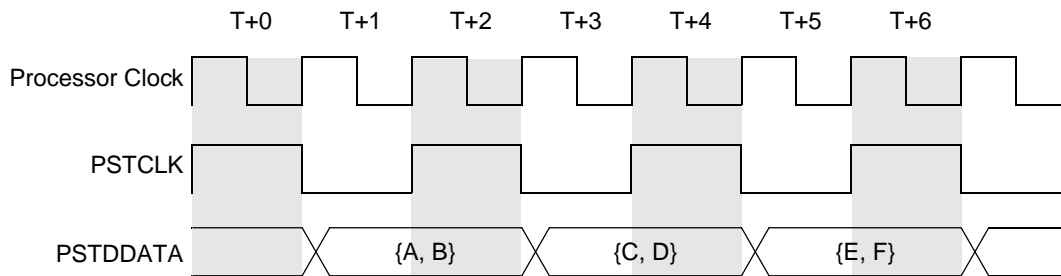 T+0 T+1 T+2 T+3 T+4 T+5 T+6
Processor Clock
PSTCLK
PSTDDATA {A, B} {C, D} {E, F}